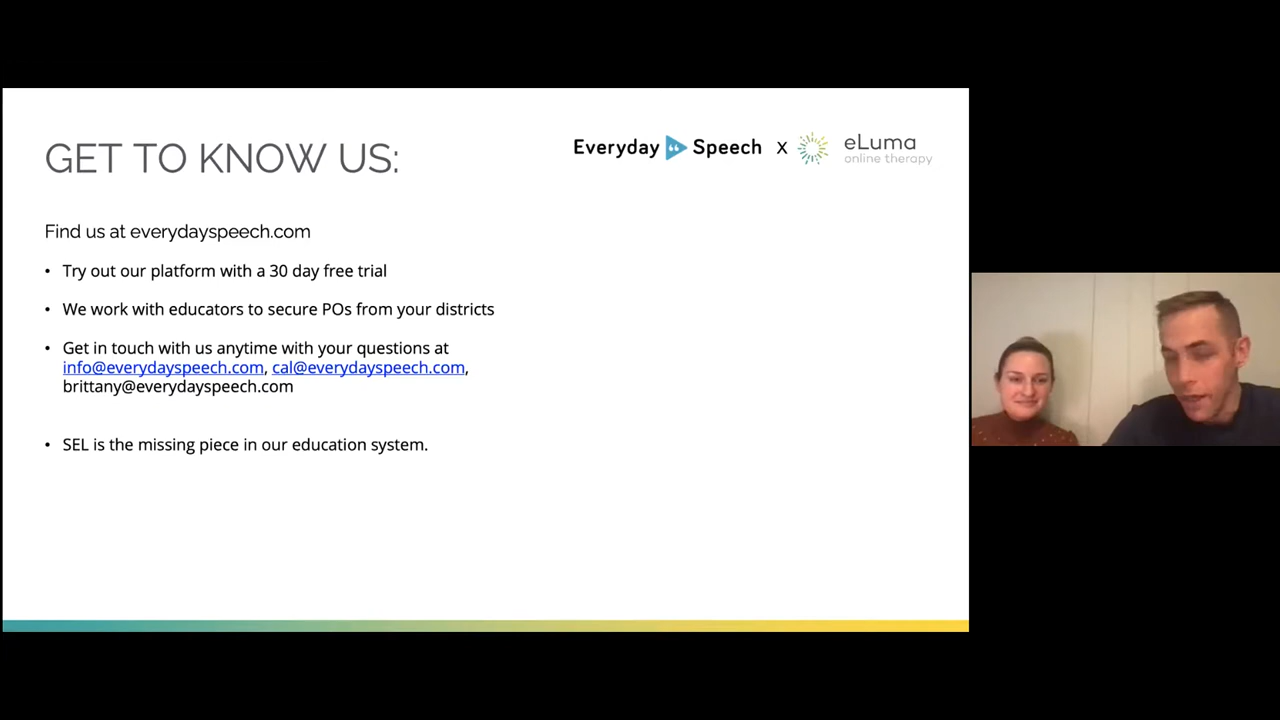 GET TO KNOW US:
Everyday Speech x eLuma
online therapy
Find us at everydayspeech.com
• Try out our platform with a 30 day free trial
• We work with educators to secure POs from your districts
• Get in touch with us anytime with your questions at
info@everydayspeech.com, cal@everydayspeech.com,
brittany@everydayspeech.com
• SEL is the missing piece in our education system.